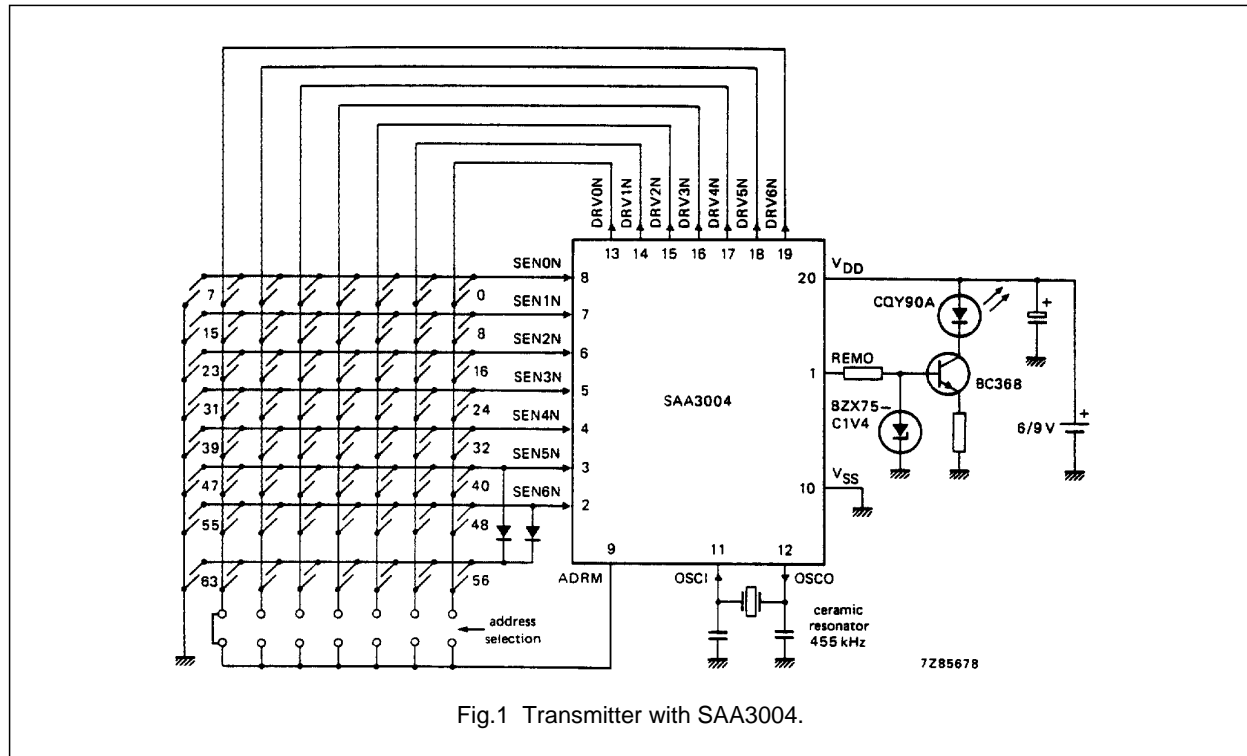 DRV0N
DRV1N
DRV2N
DRV3N
DRV4N
DRV5N
DRV6N
13 14 15 16 17 18 19
SEN0N 8
7 0
SEN1N 7
15 8
SEN2N 6
23 16
SEN3N 5
31 24
SEN4N 4
39 32
SEN5N 3
47 40
SEN6N 2
55 48
63 56
SAA3004
20 VDD
CQY90A
+
+
1 REMO
BC368
BZX75–
C1V4
6/9 V
10 VSS
9
ADRM
11 12
OSCI OSCO
address
selection
ceramic
resonator
455 kHz
7Z85678
Fig.1 Transmitter with SAA3004.